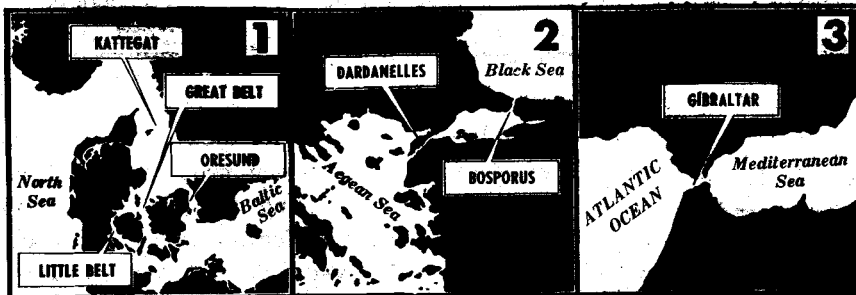 1
KATTEGAT
GREAT BELT
ORESUND
North
Sea
Baltic
Sea
LITTLE BELT
2
DARDANELLES
Black Sea
Aegean Sea
BOSPORUS
3
GIBRALTAR
ATLANTIC
OCEAN
Mediterranean
Sea